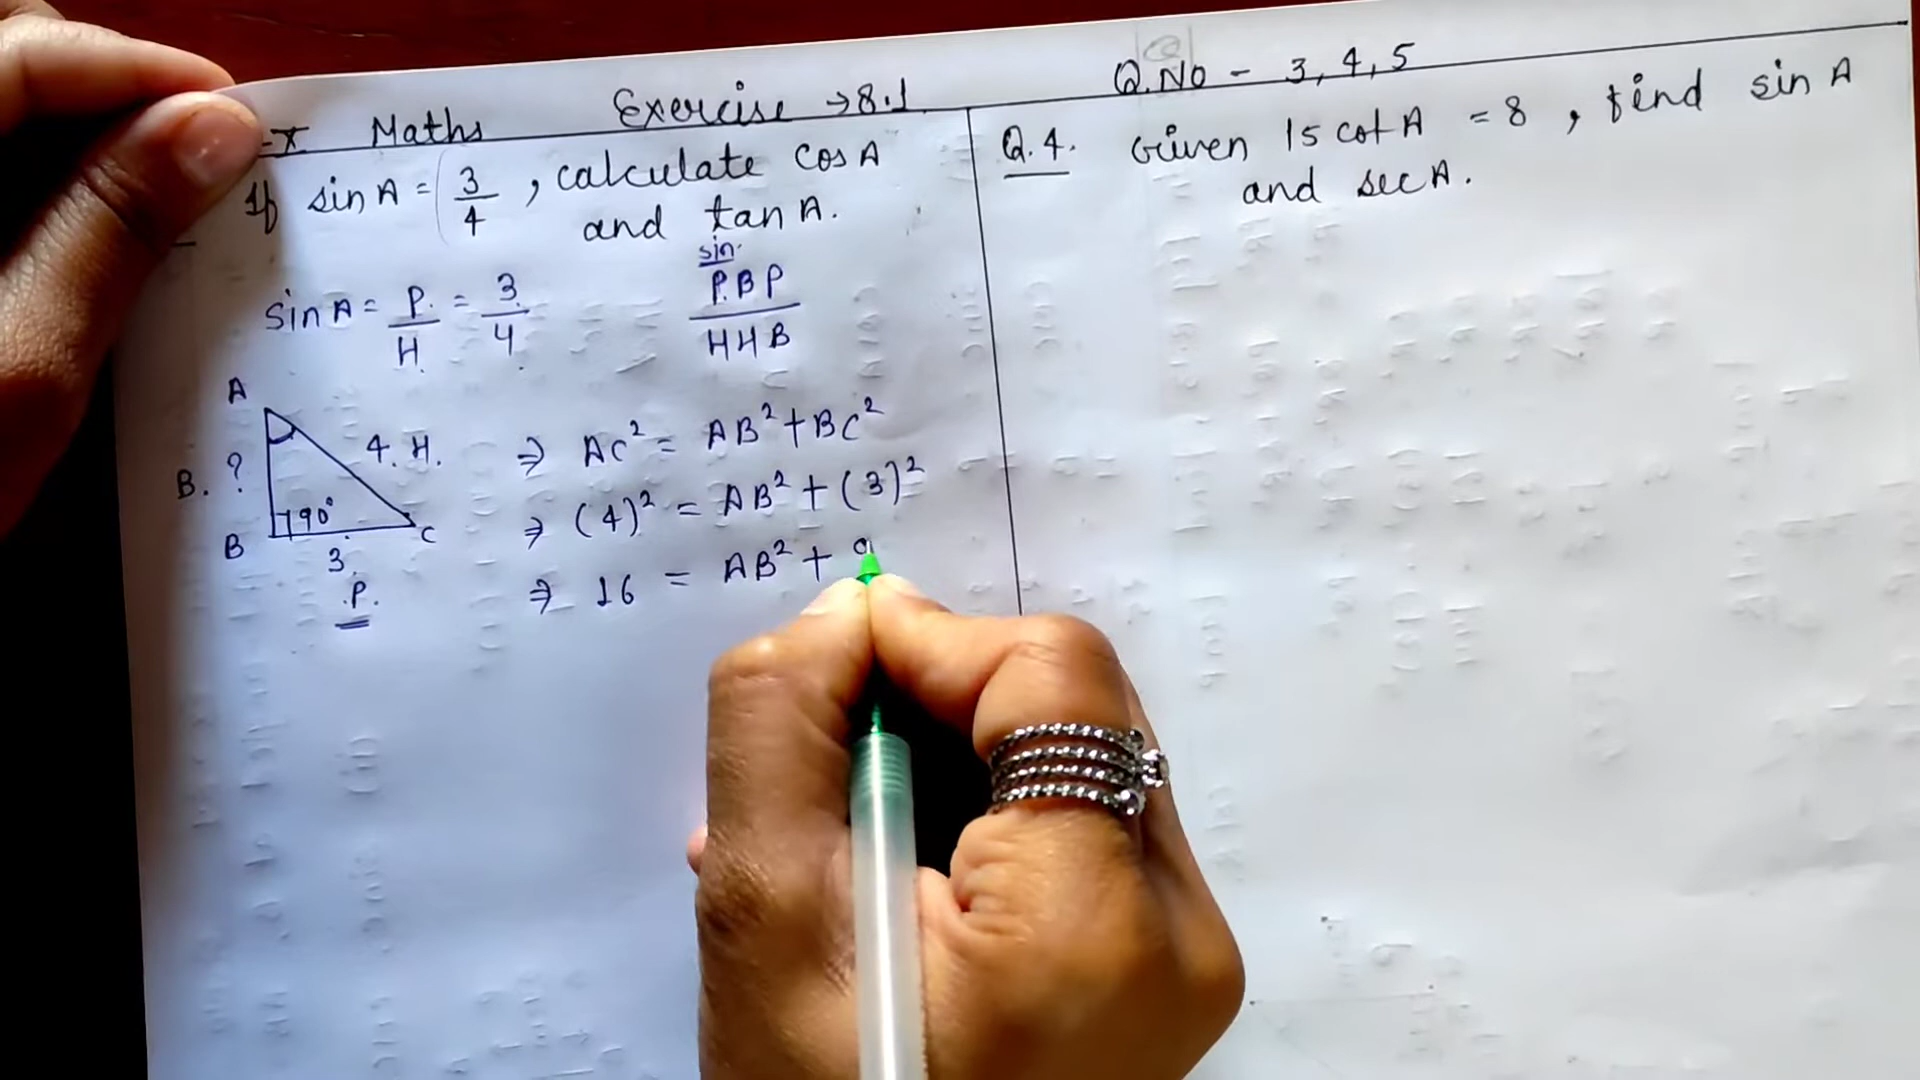 -X Maths Exercise → 8.1 Q.No - 3, 4, 5
If sin A = 3/4, calculate cos A
and tan A.
sin A = P/H = 3/4
sin
P B P
H H B
A
B. ?
4. H.
90°
B
C
3
P.
⇒ AC² = AB² + BC²
⇒ (4)² = AB² + (3)²
⇒ 16 = AB² + 9
Q.4. Given 15 cot A = 8, find sin A
and sec A.